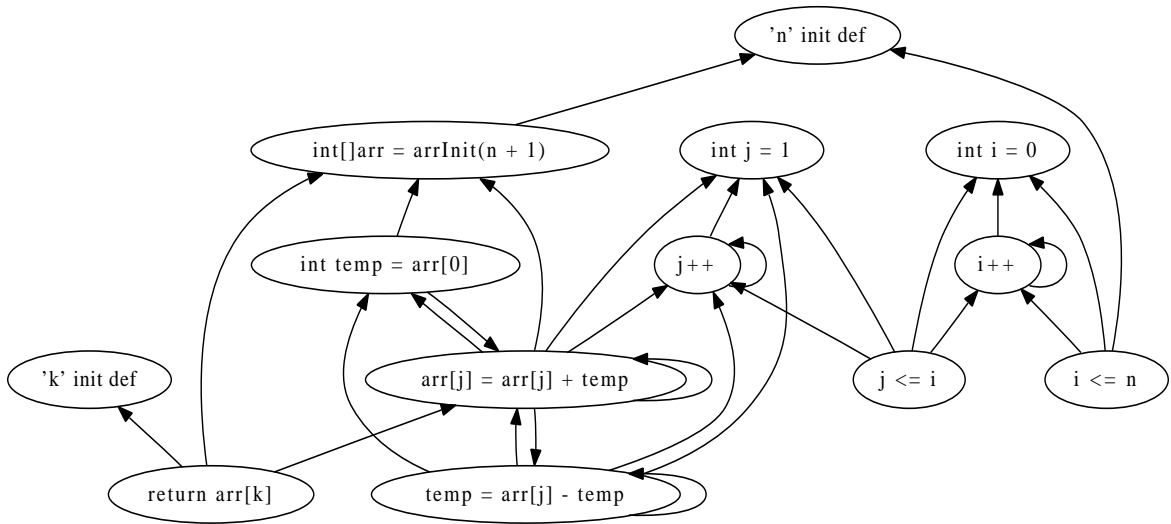 'n' init def
int[]arr = arrInit(n + 1)
int j = 1
int i = 0
int temp = arr[0]
j++
i++
'k' init def
arr[j] = arr[j] + temp
j <= i
i <= n
return arr[k]
temp = arr[j] - temp